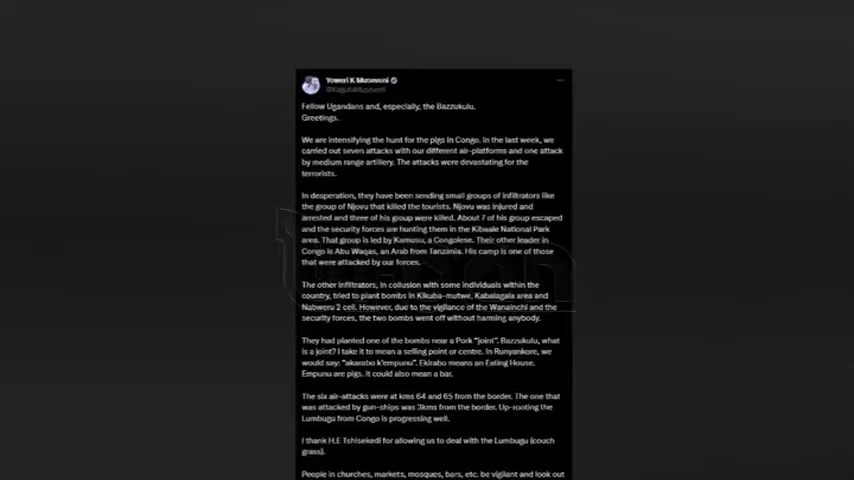 Yoweri K Museveni
@KagutaMuseveni
Fellow Ugandans and, especially, the Bazzukulu.
Greetings.
We are intensifying the hunt for the pigs in Congo. In the last week, we
carried out seven attacks with our different air-platforms and one attack
by medium range artillery. The attacks were devastating for the
terrorists.
In desperation, they have been sending small groups of infiltrators like
the group of Njovu that killed the tourists. Njovu was injured and
arrested and three of his group were killed. About 7 of his group escaped
and the security forces are hunting them in the Kibaale National Park
area. That group is led by Kamusu, a Congolese. Their other leader in
Congo is Abu Waqas, an Arab from Tanzania. His camp is one of those
that were attacked by our forces.
The other infiltrators, in collusion with some individuals within the
country, tried to plant bombs in Kikuba-mutwe, Kabalagala area and
Nabweru 2 cell. However, due to the vigilance of the Wanainchi and the
security forces, the two bombs went off without harming anybody.
They had planted one of the bombs near a Pork "joint". Bazzukulu, what
is a joint? I take it to mean a selling point or centre. In Runyankore, we
would say: "akarabo k'empunu". Ekirabo means an Eating House.
Empunu are pigs. It could also mean a bar.
The six air-attacks were at kms 64 and 65 from the border. The one that
was attacked by gun-ships was 3kms from the border. Up-rooting the
Lumbugu from Congo is progressing well.
I thank H.E Tshisekedi for allowing us to deal with the Lumbugu (couch
grass).
People in churches, markets, mosques, bars, etc. be vigilant and look out